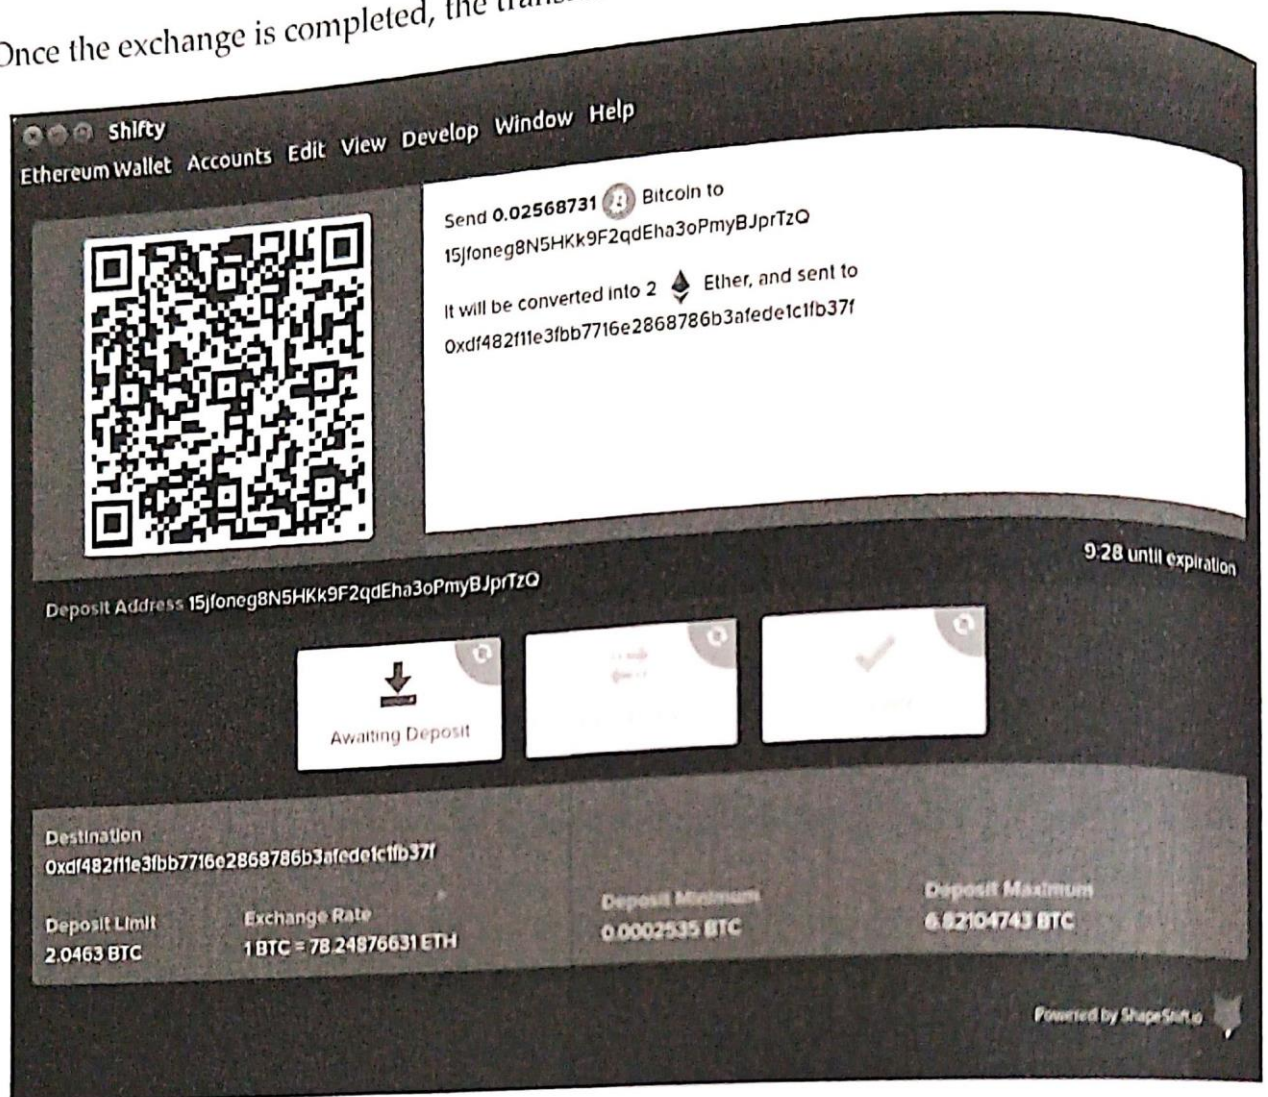 Once the exchange is completed, the
Shifty
Ethereum Wallet Accounts Edit View Develop Window Help
Send 0.02568731 Bitcoin to
15jfoneg8N5HKk9F2qdEha3oPmyBJprTzQ
It will be converted into 2 Ether, and sent to
0xdf482f11e3fbb7716e2868786b3afede1c1fb37f
9:28 until expiration
Deposit Address 15jfoneg8N5HKk9F2qdEha3oPmyBJprTzQ
Awaiting Deposit
Destination
0xdf482f11e3fbb7716e2868786b3afede1c1fb37f
Deposit Limit
2.0463 BTC
Exchange Rate
1 BTC = 78.24876631 ETH
Deposit Minimum
0.0002535 BTC
Deposit Maximum
6.82104743 BTC
Powered by ShapeShift.io